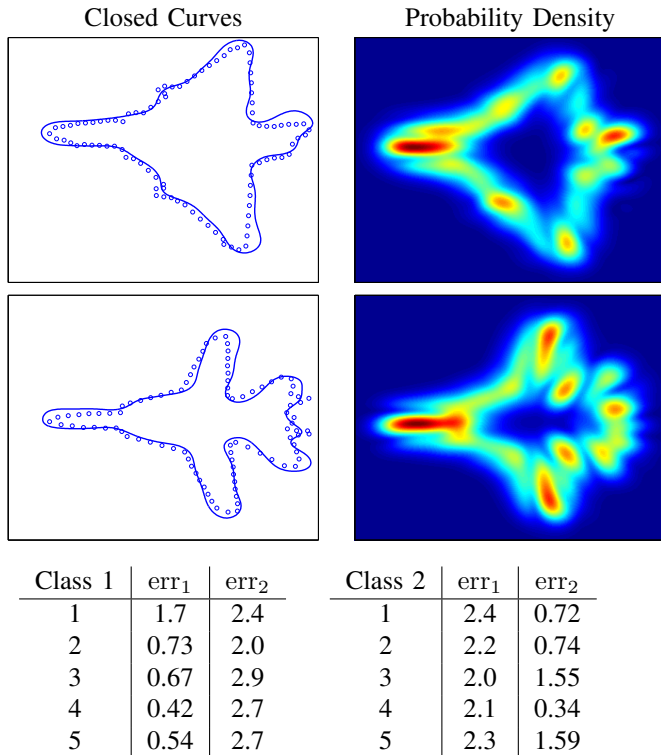 Closed Curves Probability Density
Class 1 err₁ err₂ Class 2 err₁ err₂
1 1.7 2.4 1 2.4 0.72
2 0.73 2.0 2 2.2 0.74
3 0.67 2.9 3 2.0 1.55
4 0.42 2.7 4 2.1 0.34
5 0.54 2.7 5 2.3 1.59